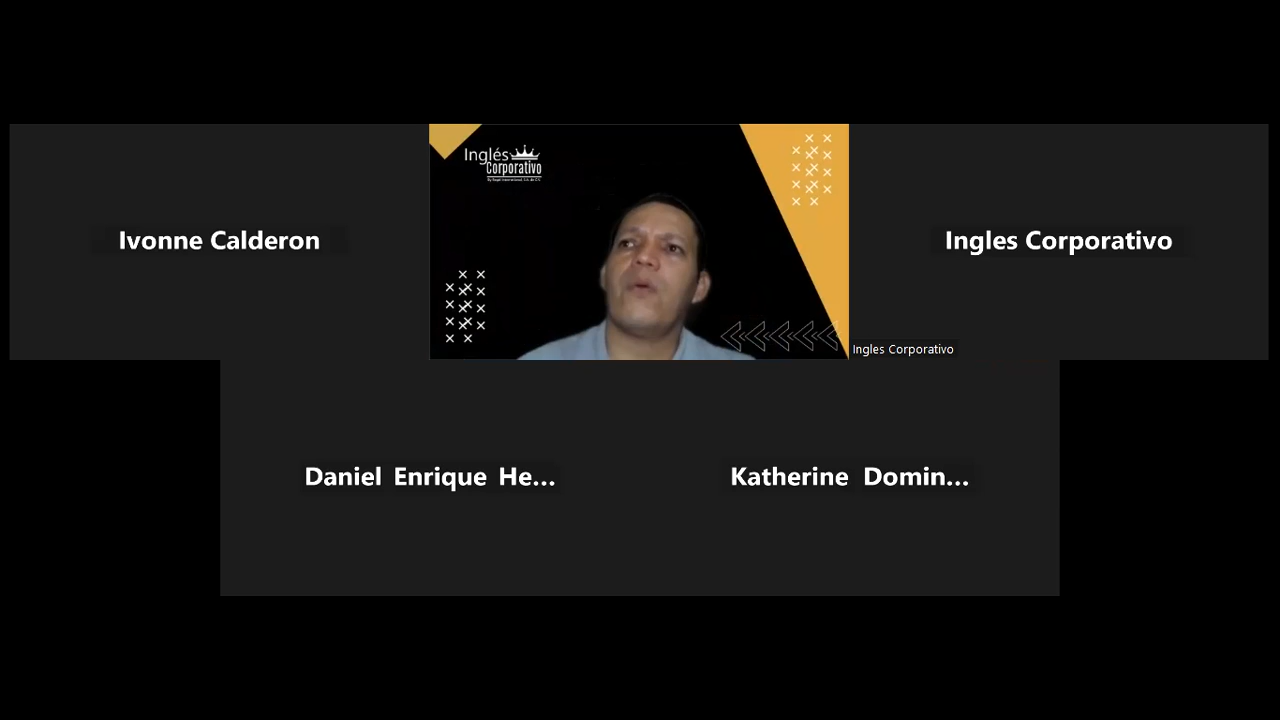 Inglés
Corporativo
Ivonne Calderon
Ingles Corporativo
Ingles Corporativo
Daniel Enrique He...
Katherine Domin...